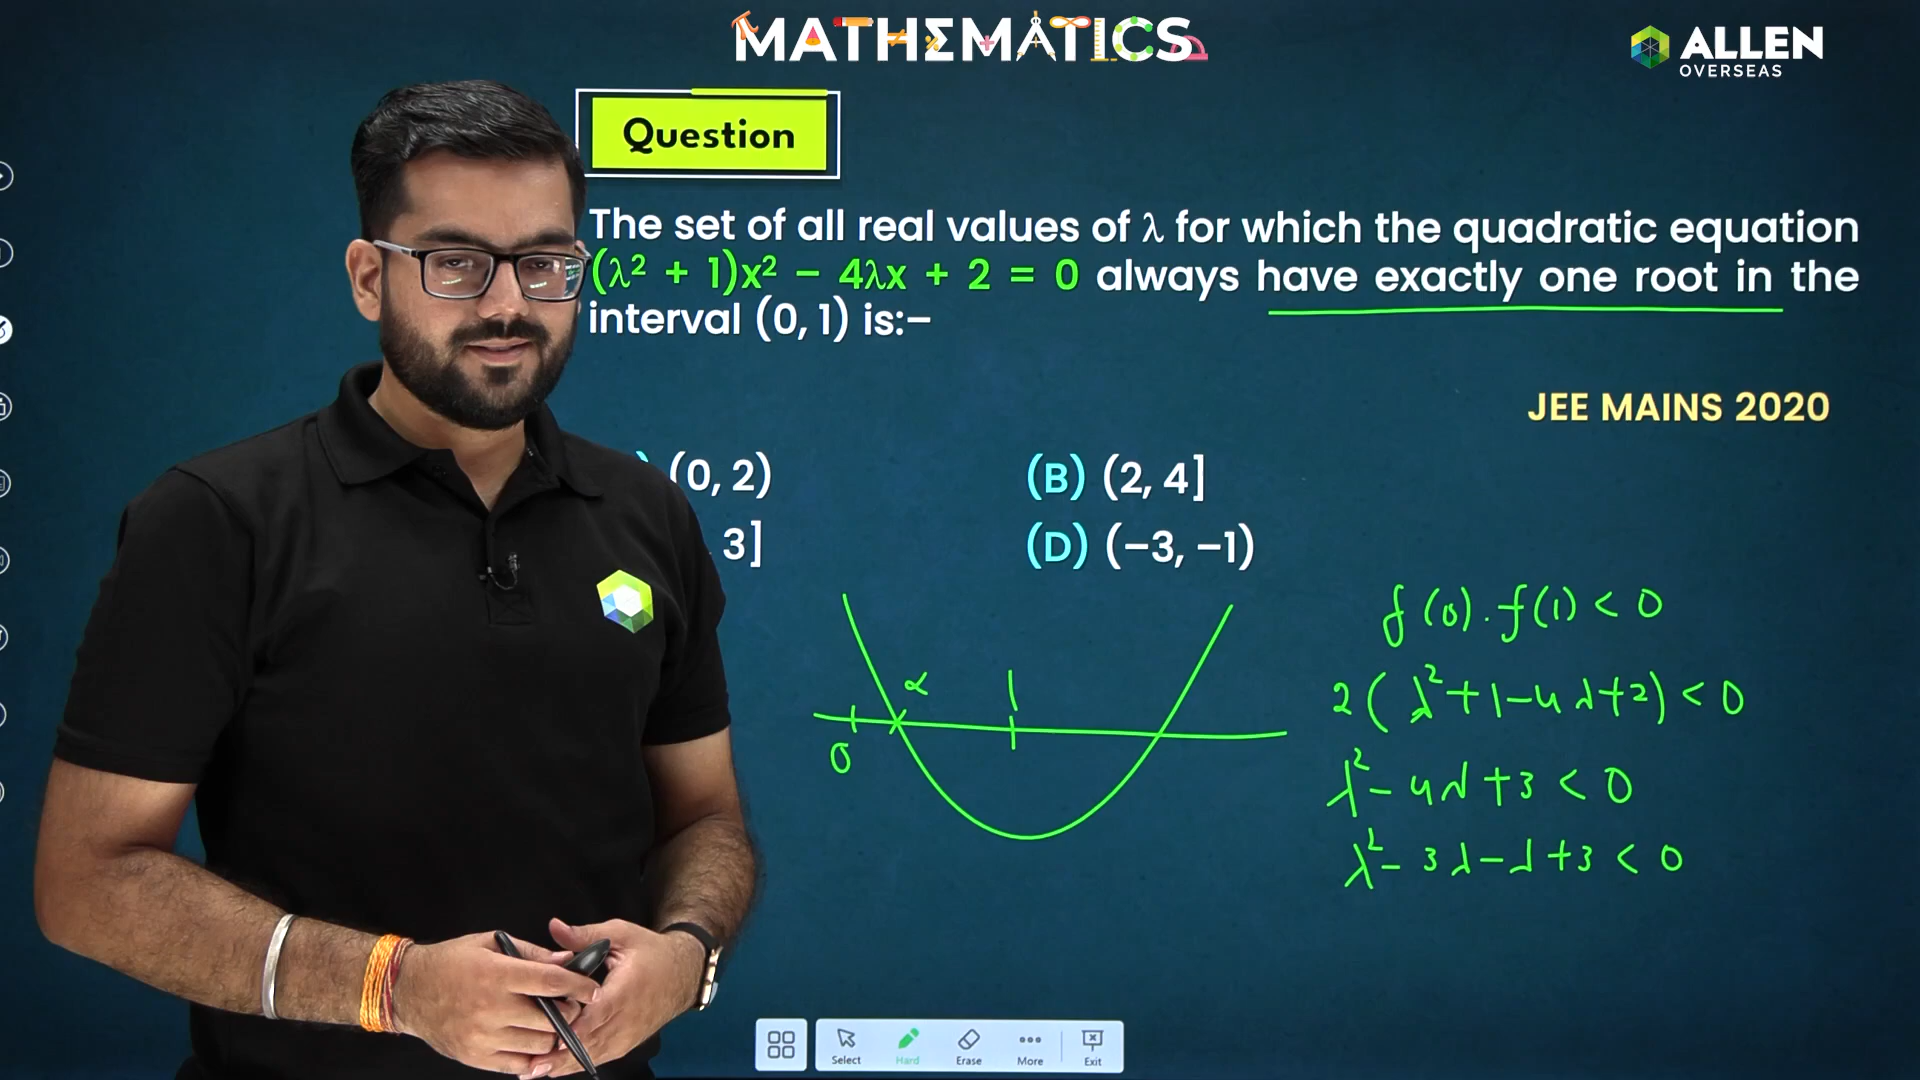 MATHEMATICS
ALLEN
OVERSEAS
Question
The set of all real values of λ for which the quadratic equation
(λ² + 1)x² – 4λx + 2 = 0 always have exactly one root in the
interval (0, 1) is:–
JEE MAINS 2020
(0, 2)
(B) (2, 4]
3]
(D) (–3, –1)
f(0).f(1) < 0
2(λ²+1-4λ+2) < 0
α
1
0
λ²-4λ+3 < 0
λ²-3λ-λ+3 < 0
Select
Hard
Erase
More
Exit